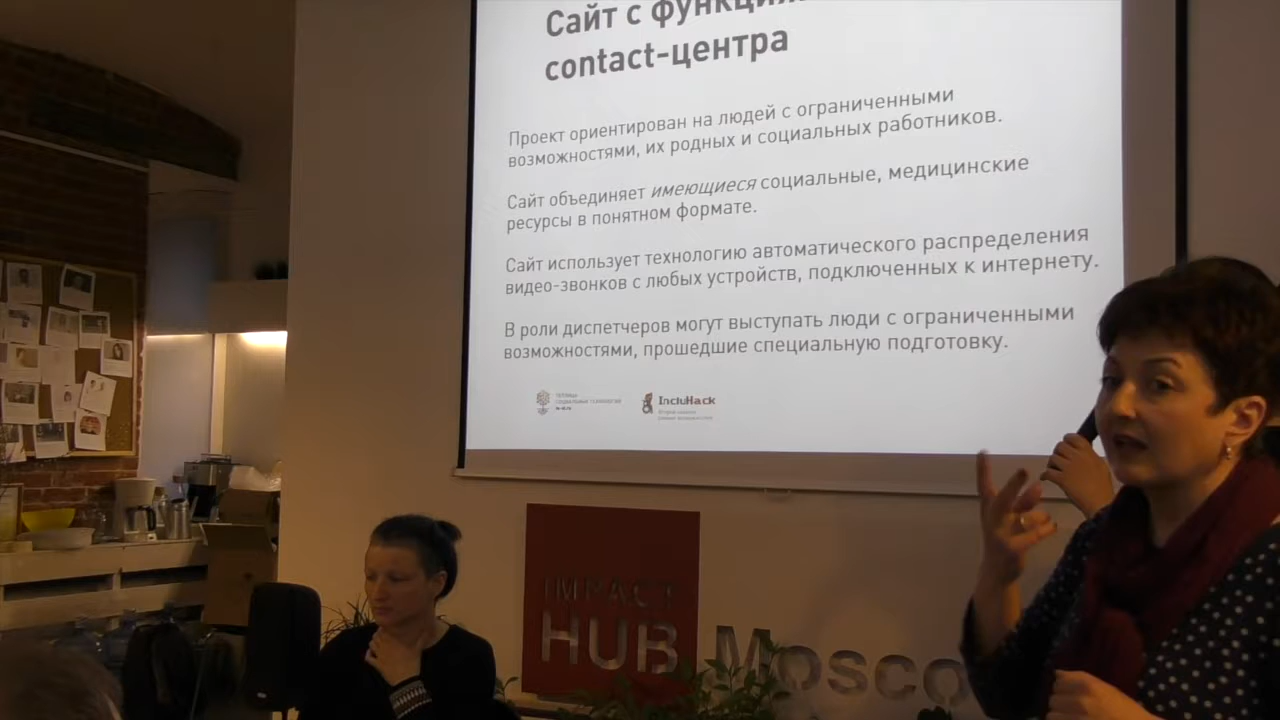 Сайт с функция
contact-центра
Проект ориентирован на людей с ограниченными
возможностями, их родных и социальных работников.
Сайт объединяет имеющиеся социальные, медицинские
ресурсы в понятном формате.
Сайт использует технологию автоматического распределения
видео-звонков с любых устройств, подключенных к интернету.
В роли диспетчеров могут выступать люди с ограниченными
возможностями, прошедшие специальную подготовку.
IncluHack
IMPACT
HUB Mosco